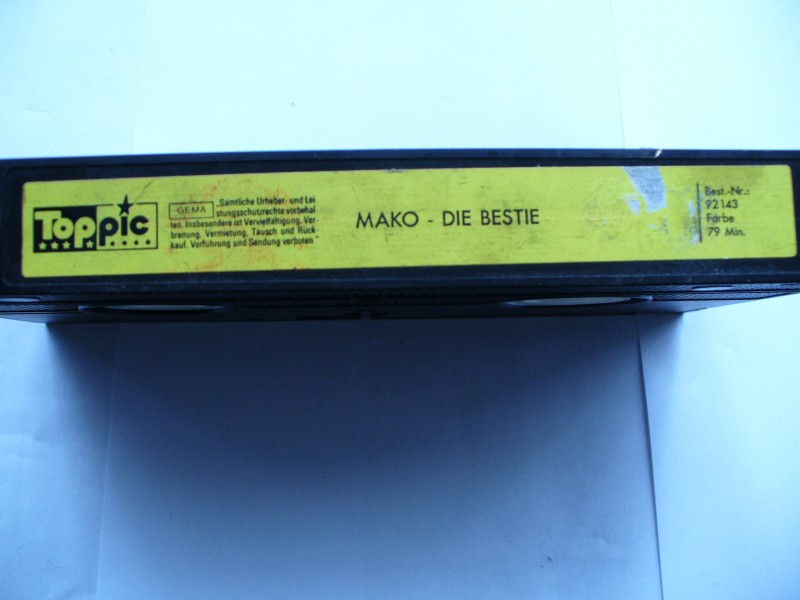 Toppic
GEMA
„Sämtliche Urheber- und Lei
stungsschutzrechte vorbehal
ten. Insbesondere ist Vervielfältigung, Ver-
breitung, Vermietung, Tausch und Rück-
kauf, Vorführung und Sendung verboten"
MAKO - DIE BESTIE
Best.-Nr.:
92143
Farbe
79 Min.